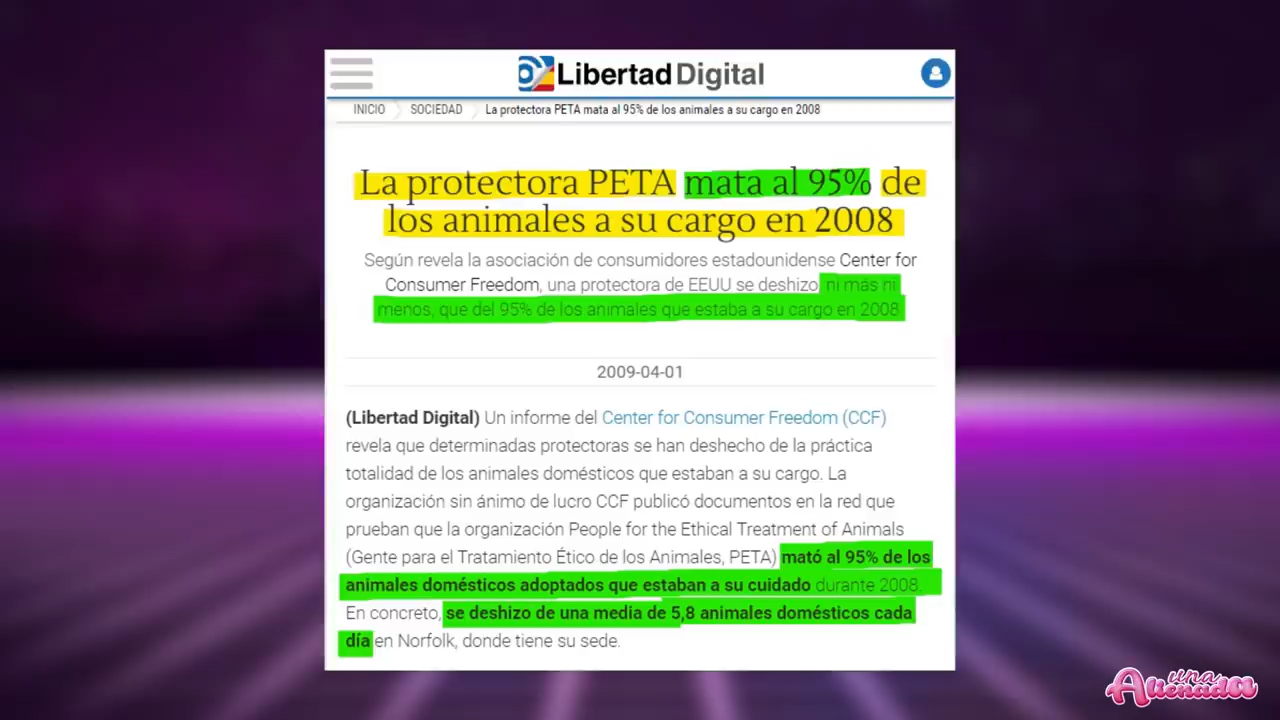 Libertad Digital
INICIO SOCIEDAD La protectora PETA mata al 95% de los animales a su cargo en 2008
La protectora PETA mata al 95% de
los animales a su cargo en 2008
Según revela la asociación de consumidores estadounidense Center for
Consumer Freedom, una protectora de EEUU se deshizo, ni más ni
menos, que del 95% de los animales que estaba a su cargo en 2008
2009-04-01
(Libertad Digital) Un informe del Center for Consumer Freedom (CCF)
revela que determinadas protectoras se han deshecho de la práctica
totalidad de los animales domésticos que estaban a su cargo. La
organización sin ánimo de lucro CCF publicó documentos en la red que
prueban que la organización People for the Ethical Treatment of Animals
(Gente para el Tratamiento Ético de los Animales, PETA) mató al 95% de los
animales domésticos adoptados que estaban a su cuidado durante 2008.
En concreto, se deshizo de una media de 5,8 animales domésticos cada
día en Norfolk, donde tiene su sede.
una
Alienada